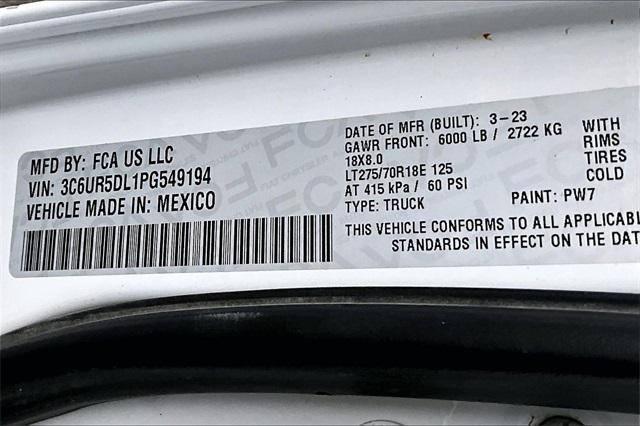 MFD BY: FCA US LLC
VIN: 3C6UR5DL1PG549194
VEHICLE MADE IN: MEXICO
DATE OF MFR (BUILT): 3-23
GAWR FRONT: 6000 LB / 2722 KG WITH
18X8.0 RIMS
LT275/70R18E 125 TIRES
AT 415 kPa / 60 PSI COLD
TYPE: TRUCK PAINT: PW7
THIS VEHICLE CONFORMS TO ALL APPLICABL
STANDARDS IN EFFECT ON THE DAT